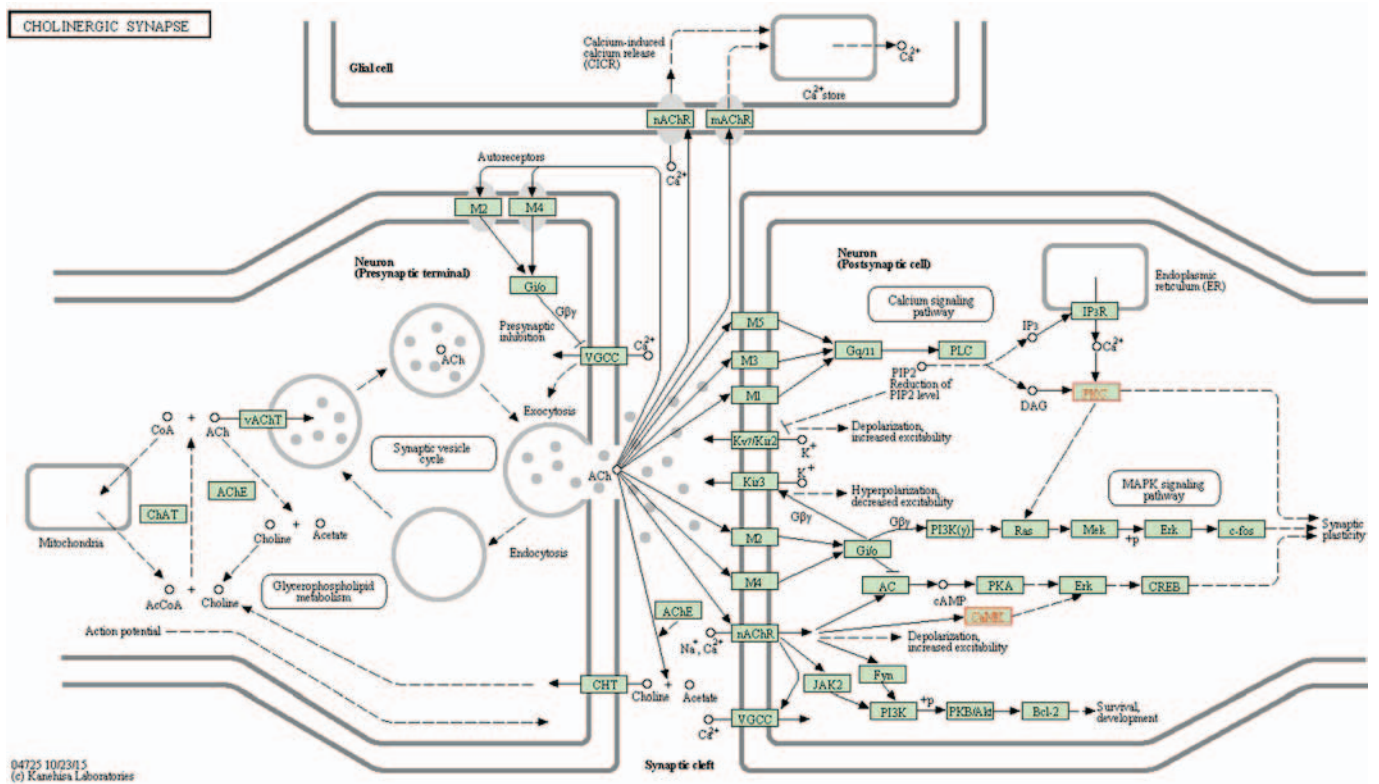 CHOLINERGIC SYNAPSE
Glial cell
Calcium-induced
calcium release
(CICR)
Ca2+
Ca2+ store
nAChR
mAChR
Ca2+
Autoreceptors
M2
M4
Neuron
(Presynaptic terminal)
Gi/o
Gβγ
Presynaptic
inhibition
VGCC
Ca2+
ACh
Exocytosis
CoA
+
ACh
vAChT
Synaptic vesicle
cycle
ACh
AChE
ChAT
Choline
+
Acetate
Mitochondria
Endocytosis
Glycerophospholipid
metabolism
AcCoA
+
Choline
Action potential
AChE
CHT
Choline
+
Acetate
Neuron
(Postsynaptic cell)
Endoplasmic
reticulum (ER)
Calcium signaling
pathway
M5
M3
M1
Gq/11
PLC
IP3
IP3R
Ca2+
PIP2
Reduction of
PIP2 level
DAG
PKC
Kv7/Kir2
K+
Depolarization,
increased excitability
Kir3
K+
Hyperpolarization,
decreased excitability
MAPK signaling
pathway
Gβγ
Gβγ
M2
M4
Gi/o
PI3K(γ)
Ras
Mek
+p
Erk
c-fos
Synaptic
plasticity
AC
cAMP
PKA
Erk
CREB
CaMK
nAChR
Na+, Ca2+
Depolarization,
increased excitability
JAK2
Fyn
PI3K
+p
PKB/Akt
Bcl-2
Survival,
development
VGCC
Ca2+
Synaptic cleft
04725 10/23/15
(c) Kanehisa Laboratories